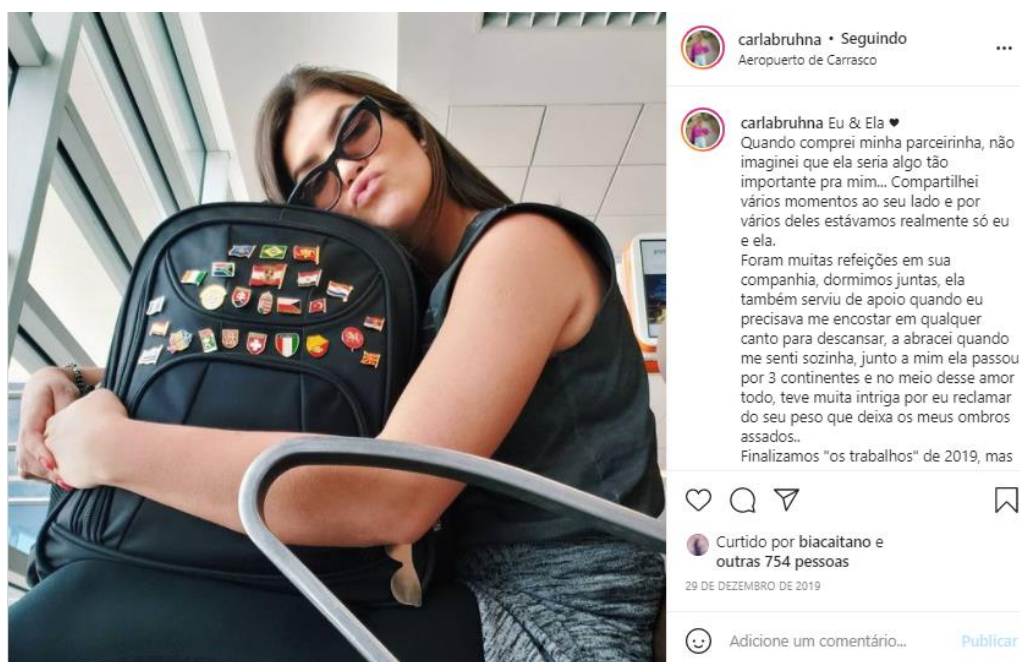 carlabruhna • Seguindo
Aeropuerto de Carrasco
carlabruhna Eu & Ela ♥
Quando comprei minha parceirinha, não
imaginei que ela seria algo tão
importante pra mim... Compartilhei
vários momentos ao seu lado e por
vários deles estávamos realmente só eu
e ela.
Foram muitas refeições em sua
companhia, dormimos juntas, ela
também serviu de apoio quando eu
precisava me encostar em qualquer
canto para descansar, a abracei quando
me senti sozinha, junto a mim ela passou
por 3 continentes e no meio desse amor
todo, teve muita intriga por eu reclamar
do seu peso que deixa os meus ombros
assados..
Finalizamos "os trabalhos" de 2019, mas
Curtido por biacaitano e
outras 754 pessoas
29 DE DEZEMBRO DE 2019
Adicione um comentário... Publicar